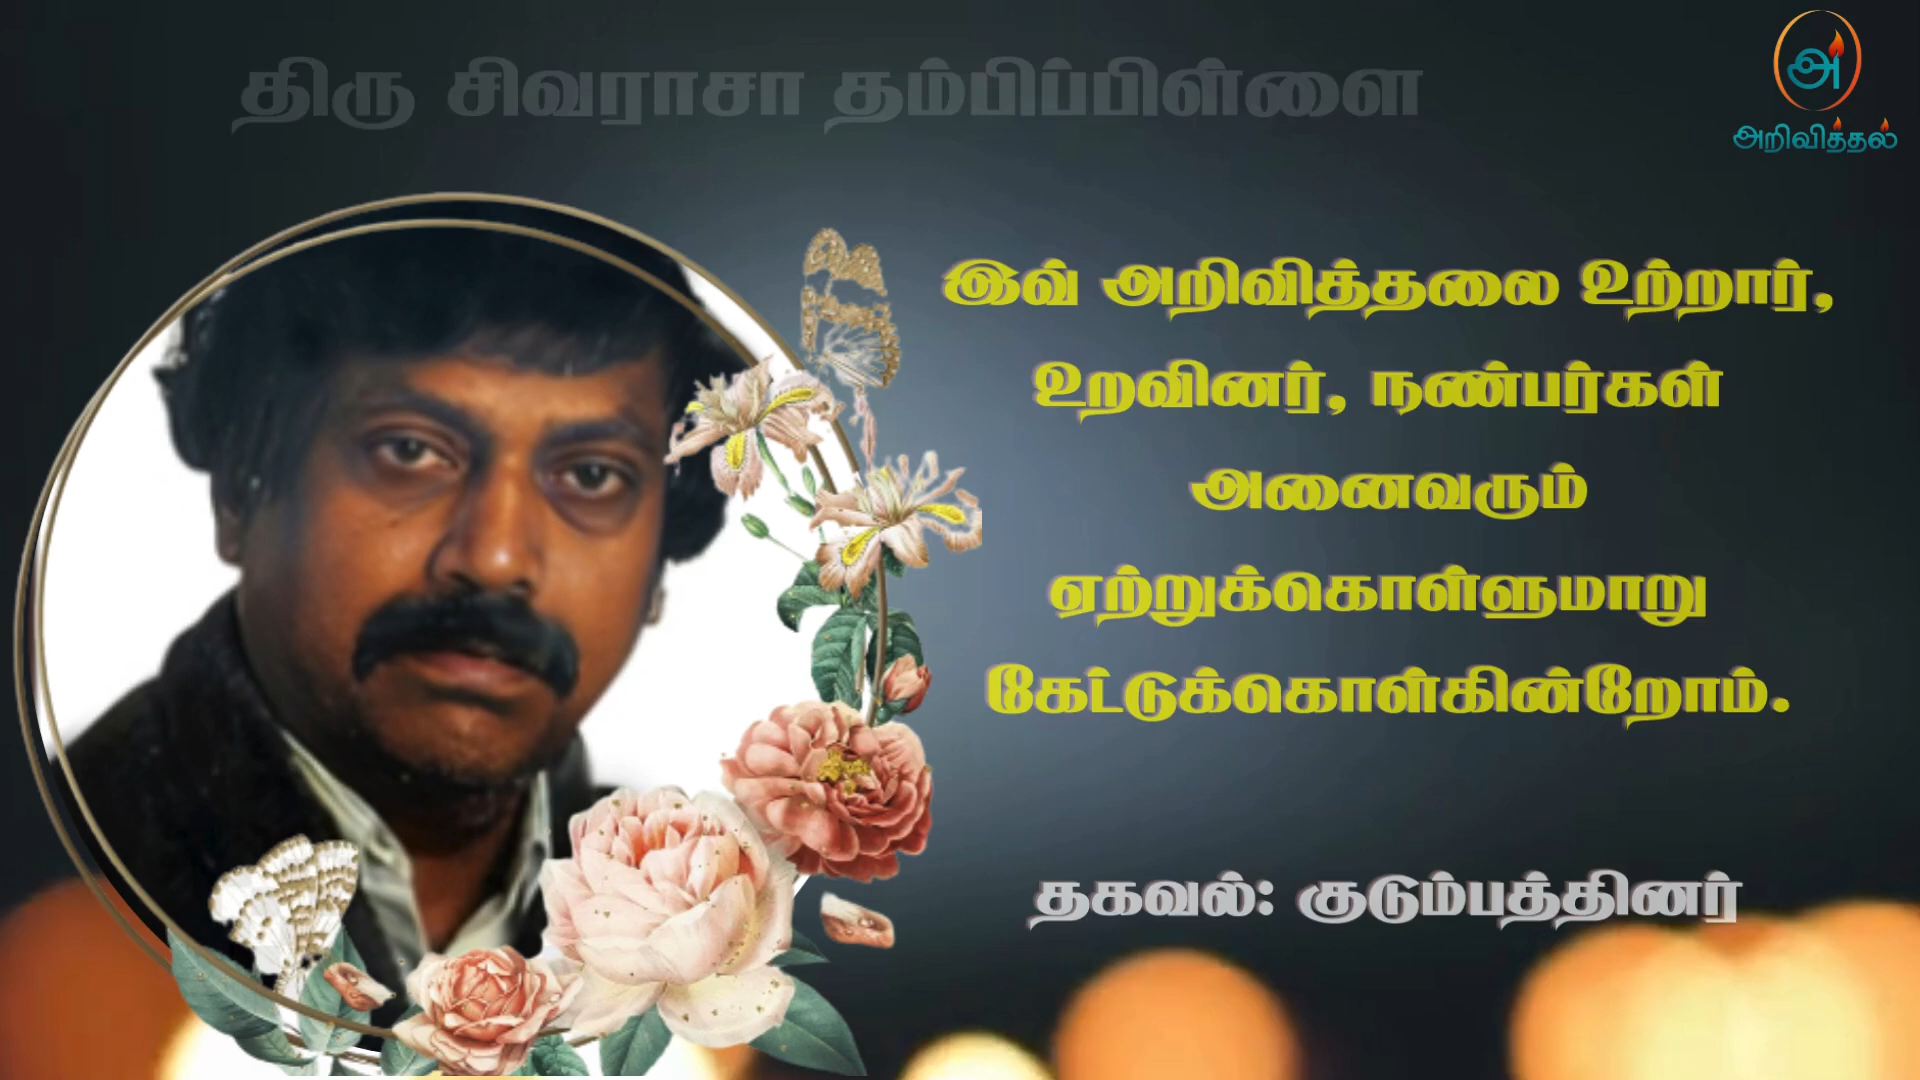 திரு சிவராசா தம்பிப்பிள்ளை
அ
அறிவித்தல்
இவ் அறிவித்தலை உற்றார்,
உறவினர், நண்பர்கள்
அனைவரும்
ஏற்றுக்கொள்ளுமாறு
கேட்டுக்கொள்கின்றோம்.
தகவல்: குடும்பத்தினர்